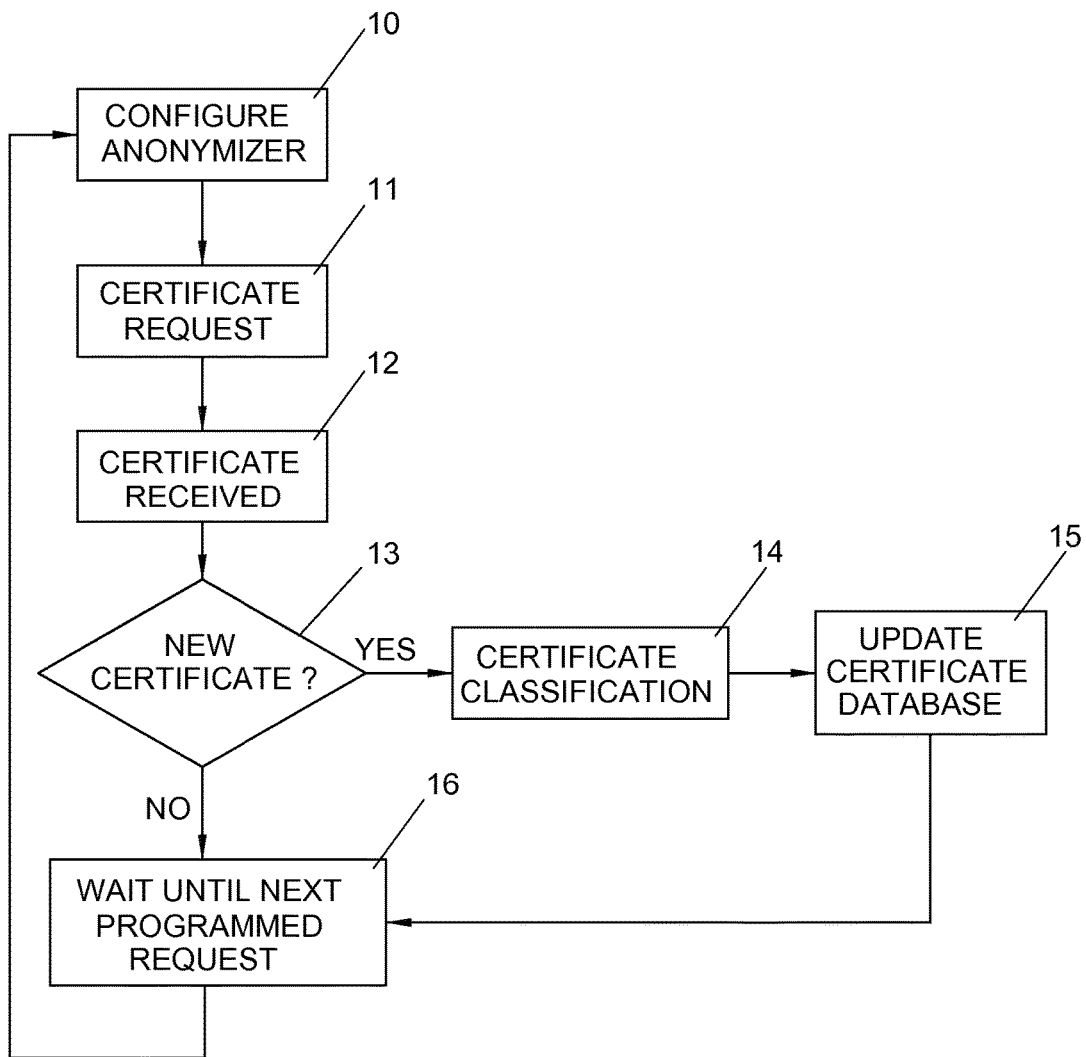 10
CONFIGURE
ANONYMIZER
11
CERTIFICATE
REQUEST
12
CERTIFICATE
RECEIVED
13
NEW
CERTIFICATE ?
YES
14
CERTIFICATE
CLASSIFICATION
15
UPDATE
CERTIFICATE
DATABASE
NO
16
WAIT UNTIL NEXT
PROGRAMMED
REQUEST